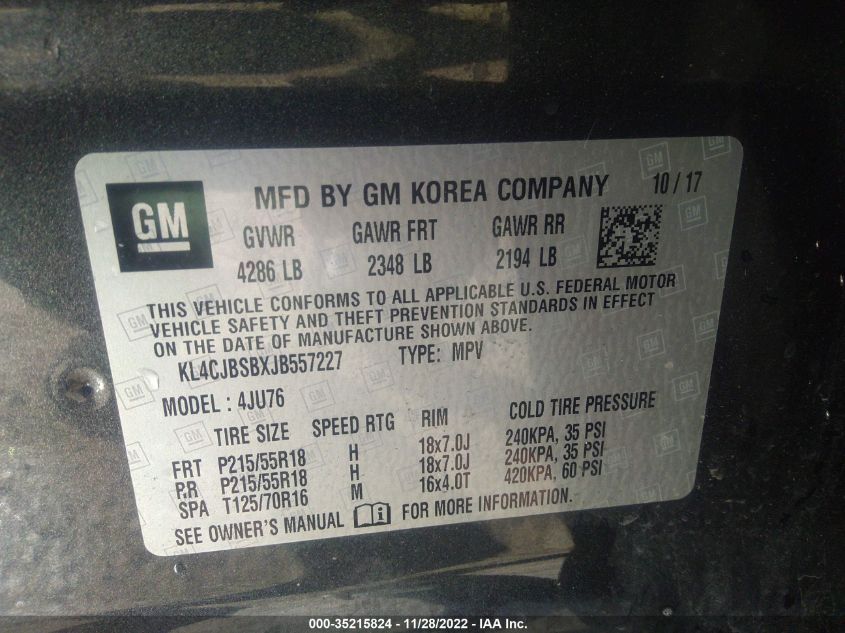 GM
MFD BY GM KOREA COMPANY 10/17
GVWR GAWR FRT GAWR RR
4286 LB 2348 LB 2194 LB
THIS VEHICLE CONFORMS TO ALL APPLICABLE U.S. FEDERAL MOTOR
VEHICLE SAFETY AND THEFT PREVENTION STANDARDS IN EFFECT
ON THE DATE OF MANUFACTURE SHOWN ABOVE.
KL4CJBSBXJB557227 TYPE: MPV
MODEL : 4JU76
TIRE SIZE SPEED RTG RIM COLD TIRE PRESSURE
FRT P215/55R18 H 18x7.0J 240KPA, 35 PSI
RR P215/55R18 H 18x7.0J 240KPA, 35 PSI
SPA T125/70R16 M 16x4.0T 420KPA, 60 PSI
SEE OWNER'S MANUAL FOR MORE INFORMATION.
000-35215824 - 11/28/2022 - IAA Inc.